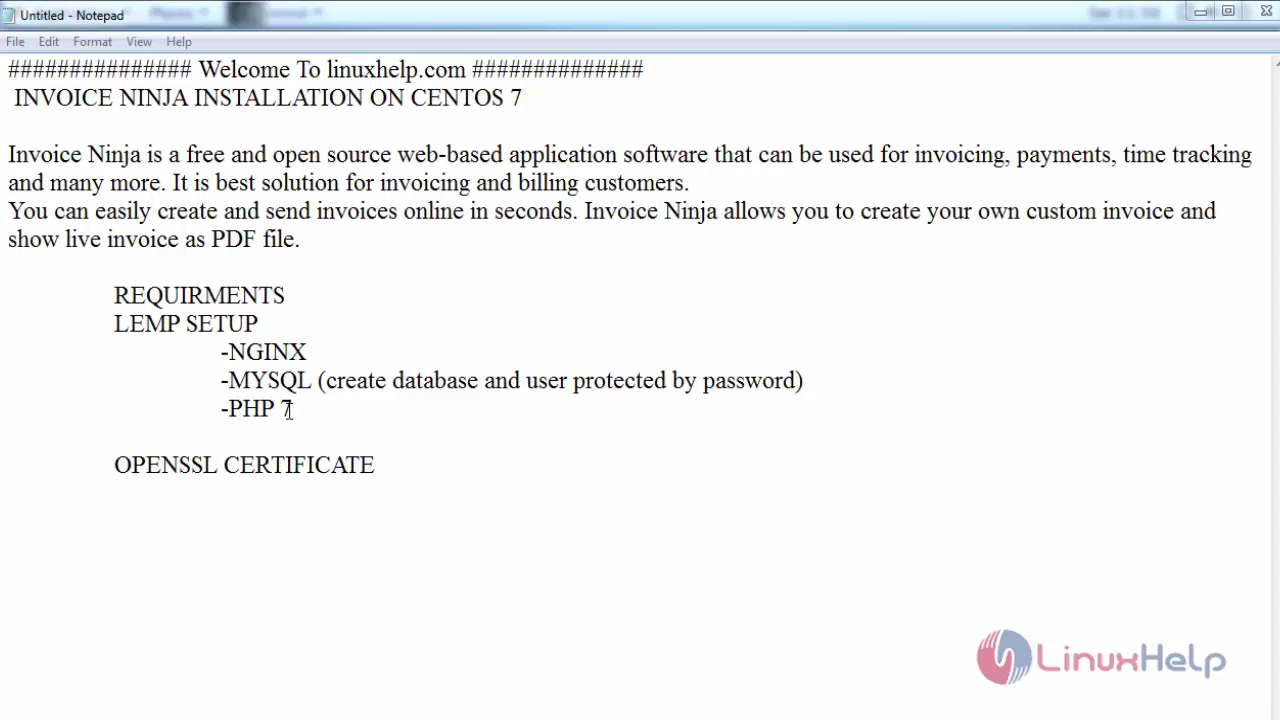 Untitled - Notepad
File Edit Format View Help
############### Welcome To linuxhelp.com ##############
INVOICE NINJA INSTALLATION ON CENTOS 7
Invoice Ninja is a free and open source web-based application software that can be used for invoicing, payments, time tracking
and many more. It is best solution for invoicing and billing customers.
You can easily create and send invoices online in seconds. Invoice Ninja allows you to create your own custom invoice and
show live invoice as PDF file.
REQUIRMENTS
LEMP SETUP
-NGINX
-MYSQL (create database and user protected by password)
-PHP 7
OPENSSL CERTIFICATE
LinuxHelp